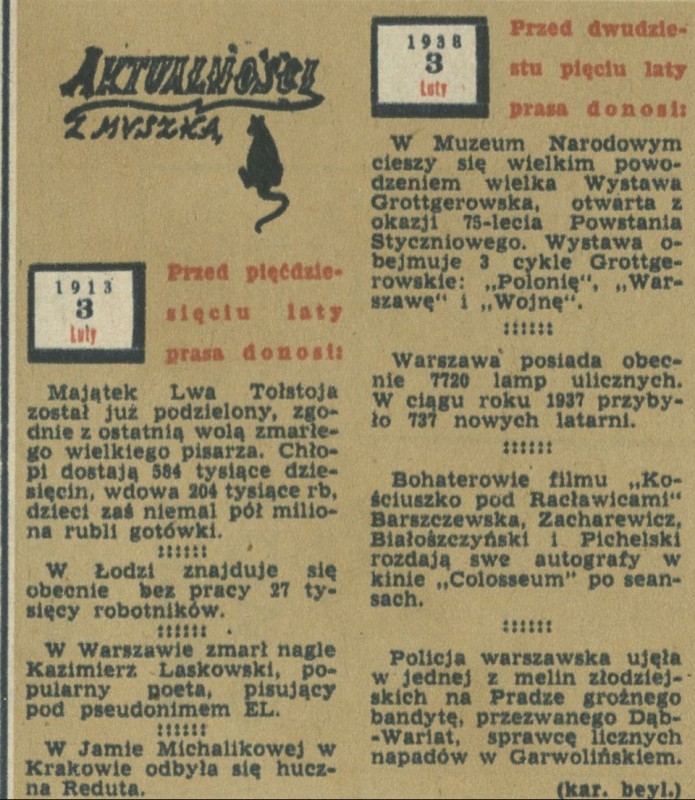 AKTUALNOŚCI
Z MYSZKĄ
1913
3
Luty
Przed pięćdzie-
sięciu laty
prasa donosi:
Majątek Lwa Tołstoja
został już podzielony, zgo-
dnie z ostatnią wolą zmarłe-
go wielkiego pisarza. Chło-
pi dostają 584 tysiące dzie-
sięcin, wdowa 204 tysiące rb,
dzieci zaś niemal pół milio-
na rubli gotówki.
W Łodzi znajduje się
obecnie bez pracy 27 ty-
sięcy robotników.
W Warszawie zmarł nagle
Kazimierz Laskowski, po-
pularny poeta, pisujący
pod pseudonimem EL.
W Jamie Michalikowej w
Krakowie odbyła się hucz-
na Reduta.
1938
3
Luty
Przed dwudzie-
stu pięciu laty
prasa donosi:
W Muzeum Narodowym
cieszy się wielkim powo-
dzeniem wielka Wystawa
Grottgerowska, otwarta z
okazji 75-lecia Powstania
Styczniowego. Wystawa o-
bejmuje 3 cykle Grottge-
rowskie: „Polonię“, „War-
szawę“ i „Wojnę“.
Warszawa posiada obec-
nie 7720 lamp ulicznych.
W ciągu roku 1937 przyby-
ło 737 nowych latarni.
Bohaterowie filmu „Ko-
ściuszko pod Racławicami“
Barszczewska, Zacharewicz,
Białoszczyński i Pichelski
rozdają swe autografy w
kinie „Colosseum” po sean-
sach.
Policja warszawska ujęła
w jednej z melin złodziej-
skich na Pradze groźnego
bandytę, przezwanego Dąb-
-Wariat, sprawcę licznych
napadów w Garwolińskiem.
(kar. beyl.)